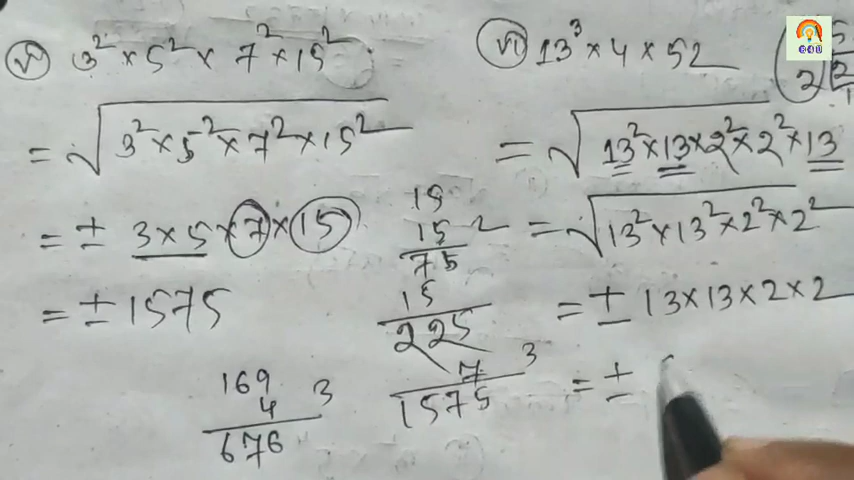 (v) 3² × 5² × 7² × 15²
= √3² × 5² × 7² × 15²
= ± 3 × 5 × 7 × 15
= ± 1575
15
15
75
15
225
7
1575
169
4
676
(vi) 13³ × 4 × 52
= √13² × 13 × 2² × 2² × 13
= √13² × 13² × 2² × 2²
= ± 13 × 13 × 2 × 2
= ±